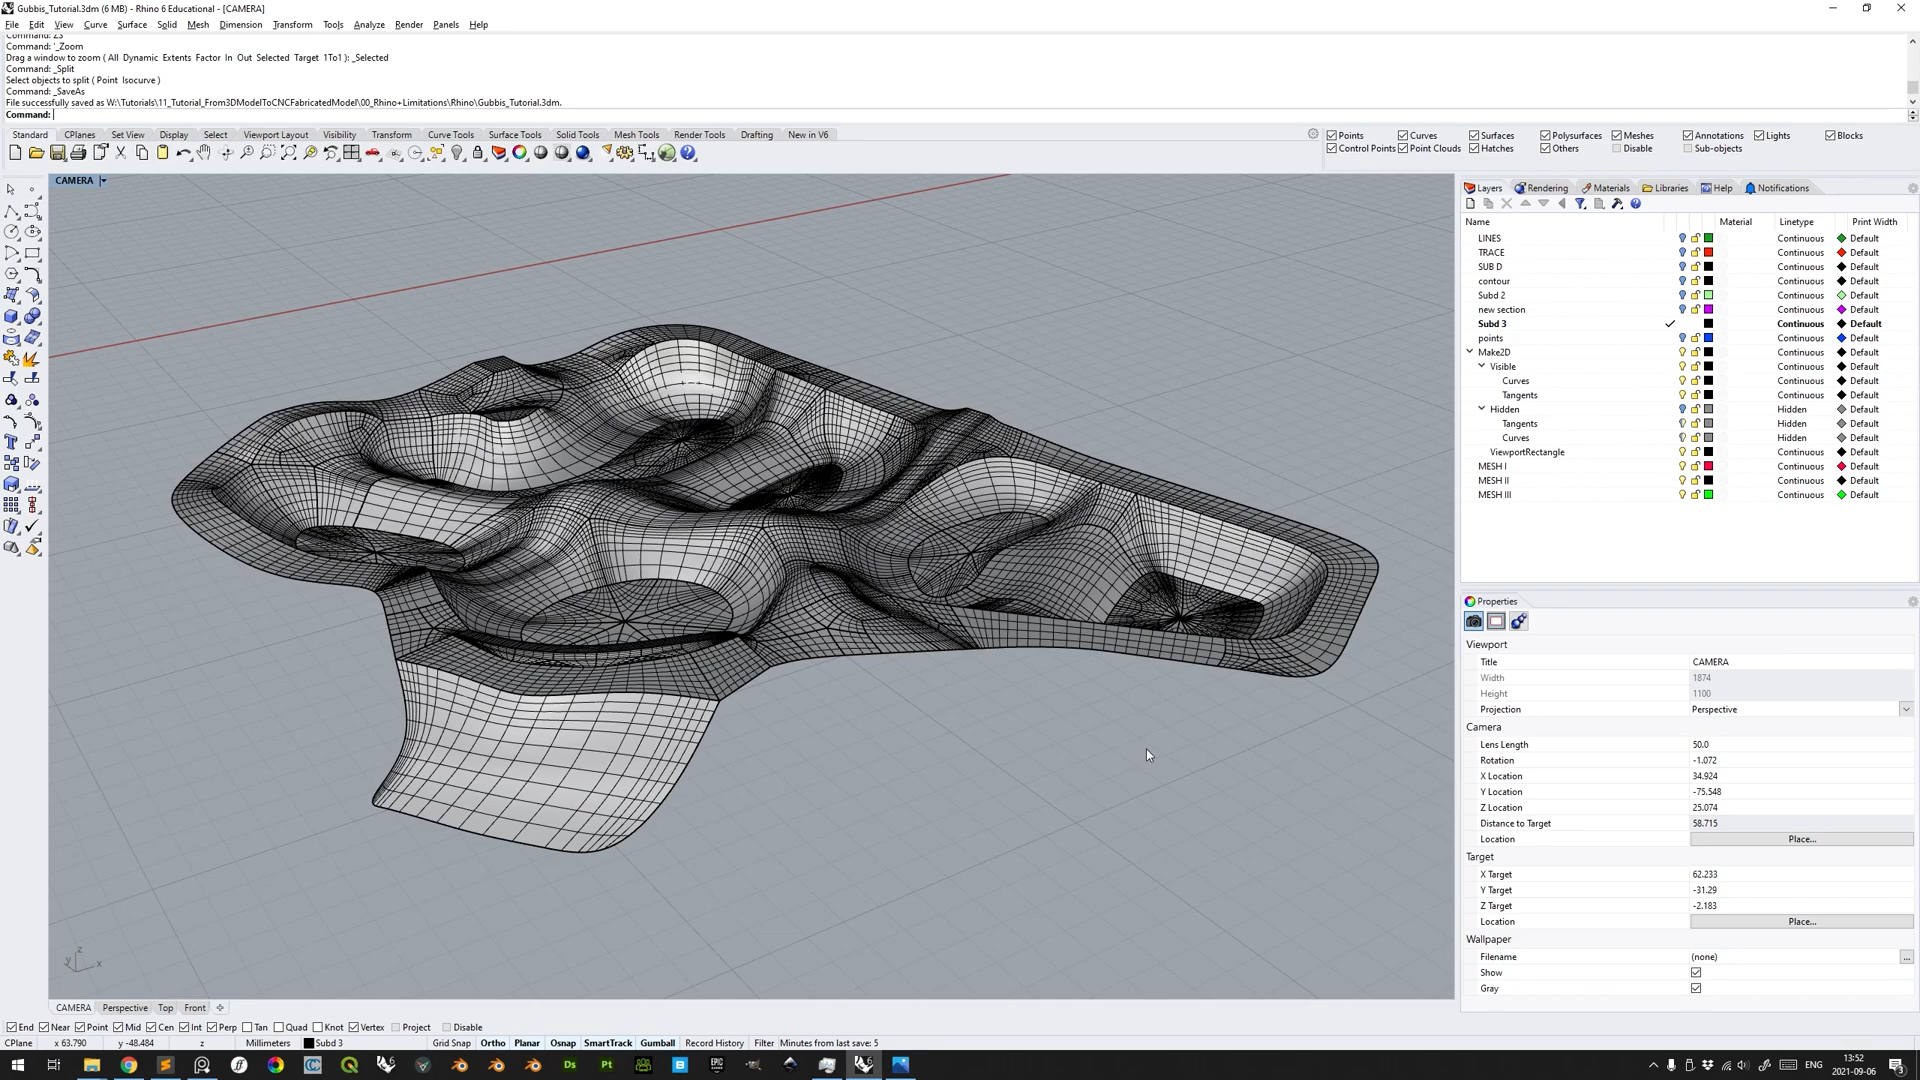 Gubbis_Tutorial.3dm (6 MB) - Rhino 6 Educational - [CAMERA]
File Edit View Curve Surface Solid Mesh Dimension Transform Tools Analyze Render Panels Help
Command: '_Zoom
Drag a window to zoom ( All Dynamic Extents Factor In Out Selected Target 1To1 ): _Selected
Command: _Split
Select objects to split ( Point Isocurve )
Command: _SaveAs
File successfully saved as W:\Tutorials\11_Tutorial_From3DModelToCNCFabricatedModel\00_Rhino+Limitations\Rhino\Gubbis_Tutorial.3dm.
Command:
Standard CPlanes Set View Display Select Viewport Layout Visibility Transform Curve Tools Surface Tools Solid Tools Mesh Tools Render Tools Drafting New in V6
Points Curves Surfaces Polysurfaces Meshes Annotations Lights Blocks
Control Points Point Clouds Hatches Others Disable Sub-objects
CAMERA
Layers Rendering Materials Libraries Help Notifications
Name Material Linetype Print Width
LINES Continuous Default
TRACE Continuous Default
SUB D Continuous Default
contour Continuous Default
Subd 2 Continuous Default
new section Continuous Default
Subd 3 Continuous Default
points Continuous Default
Make2D Continuous Default
Visible Continuous Default
Curves Continuous Default
Tangents Continuous Default
Hidden Hidden Default
Tangents Hidden Default
Curves Hidden Default
ViewportRectangle Continuous Default
MESH I Continuous Default
MESH II Continuous Default
MESH III Continuous Default
Properties
Viewport
Title CAMERA
Width 1874
Height 1100
Projection Perspective
Camera
Lens Length 50.0
Rotation -1.072
X Location 34.924
Y Location -75.548
Z Location 25.074
Distance to Target 58.715
Location Place...
Target
X Target 62.233
Y Target -31.29
Z Target -2.183
Location Place...
Wallpaper
Filename (none) ...
Show
Gray
z
y x
CAMERA Perspective Top Front
End Near Point Mid Cen Int Perp Tan Quad Knot Vertex Project Disable
CPlane x 63.790 y -48.484 z Millimeters Subd 3 Grid Snap Ortho Planar Osnap SmartTrack Gumball Record History Filter Minutes from last save: 5
Ds Pt B EPIC ENG 13:52
2021-09-06